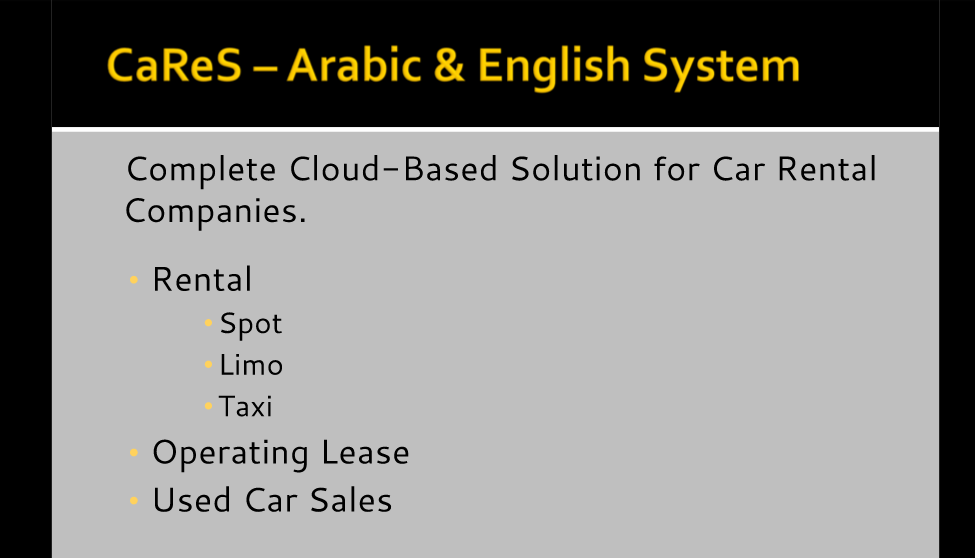 CaReS – Arabic & English System
Complete Cloud-Based Solution for Car Rental
Companies.
• Rental
• Spot
• Limo
• Taxi
• Operating Lease
• Used Car Sales